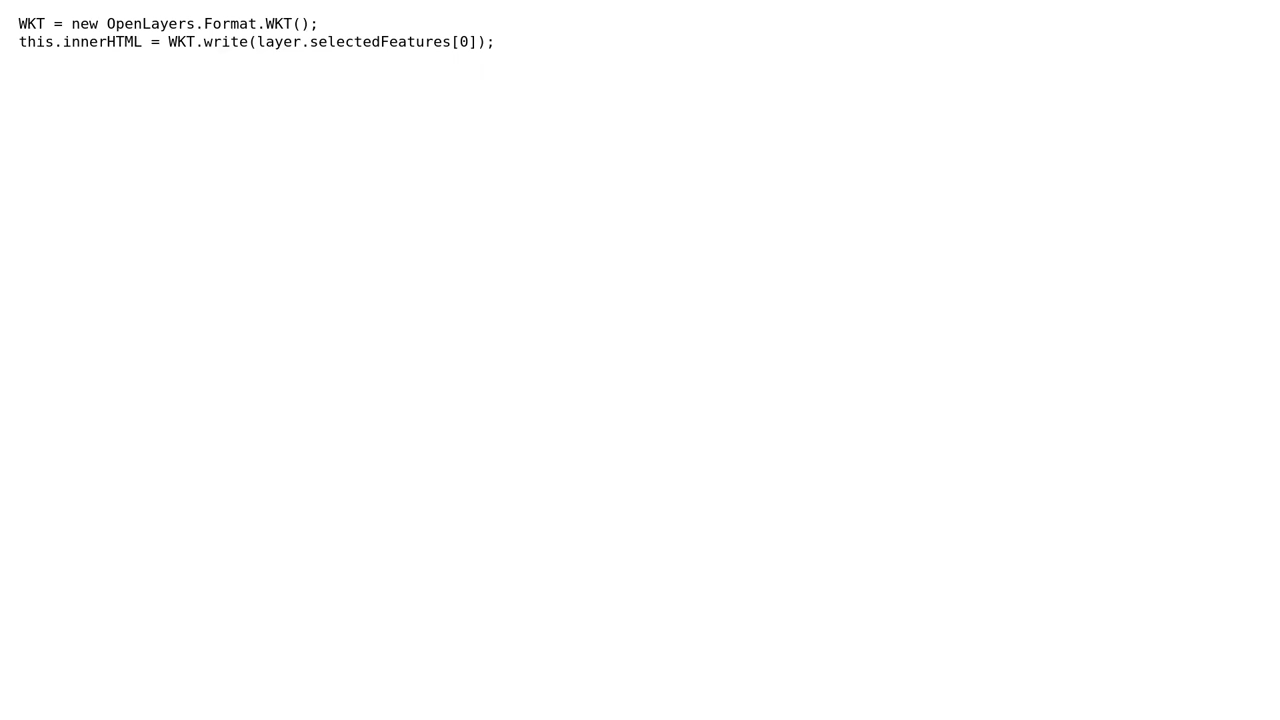 WKT = new OpenLayers.Format.WKT();
this.innerHTML = WKT.write(layer.selectedFeatures[0]);